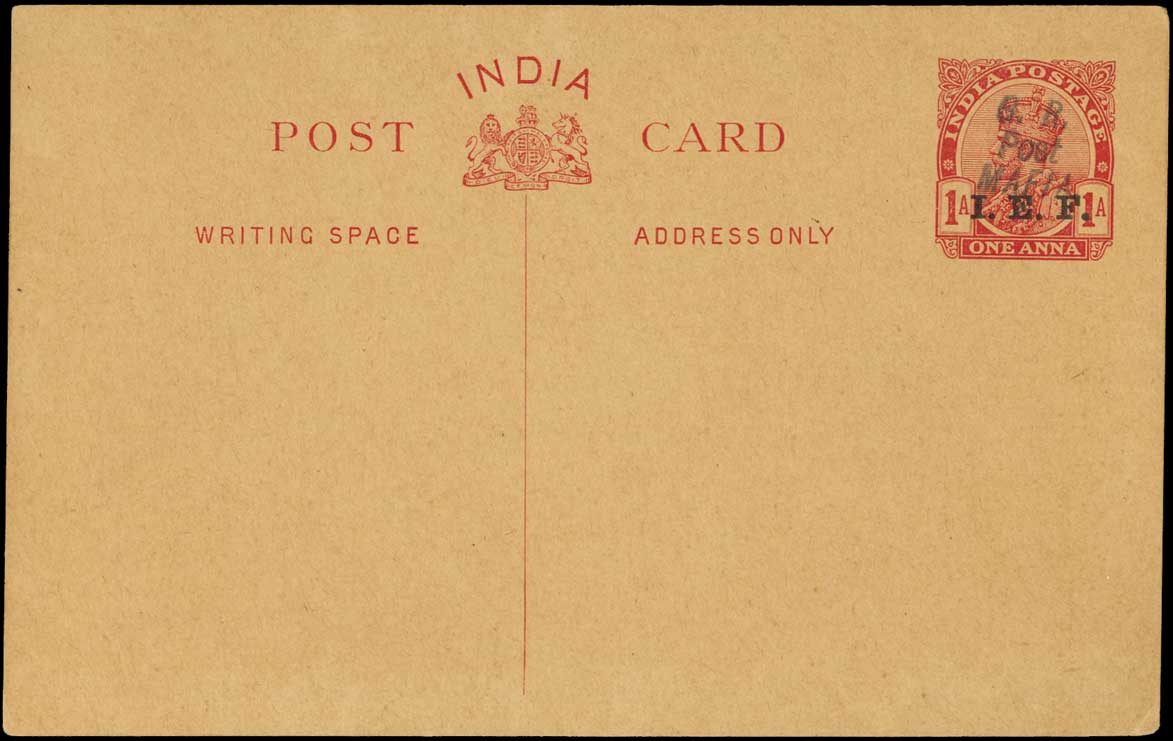 INDIA
POST CARD
WRITING SPACE
ADDRESS ONLY
INDIA POSTAGE
G. R.
Post
MAFIA
I. E. F.
1A 1A
ONE ANNA